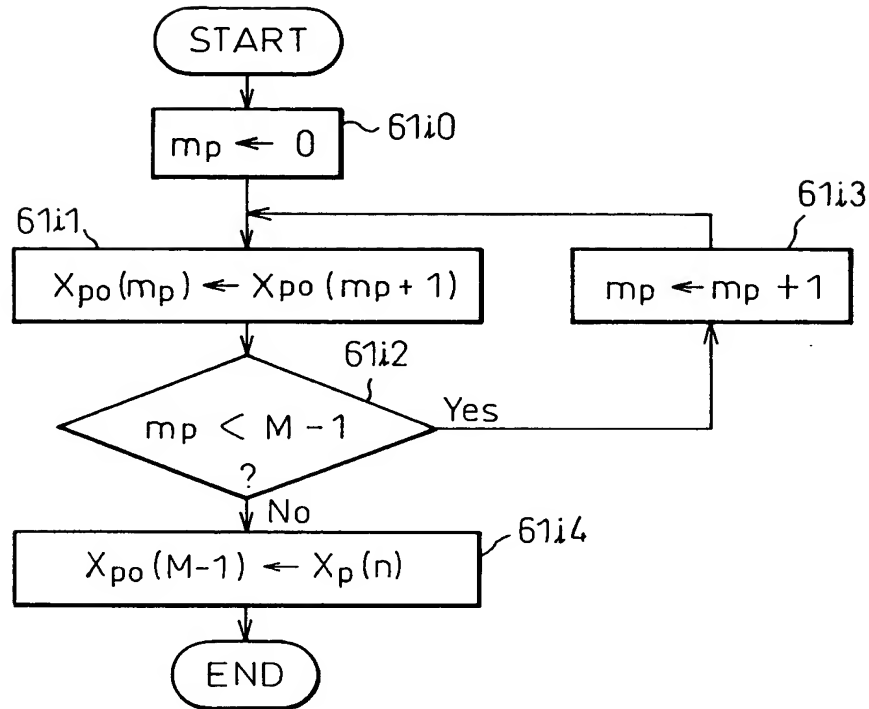 START
mp ← 0
61i0
61i1
Xpo(mp) ← Xpo(mp+1)
61i3
mp ← mp +1
61i2
mp < M-1
?
Yes
No
61i4
Xpo(M-1) ← Xp(n)
END